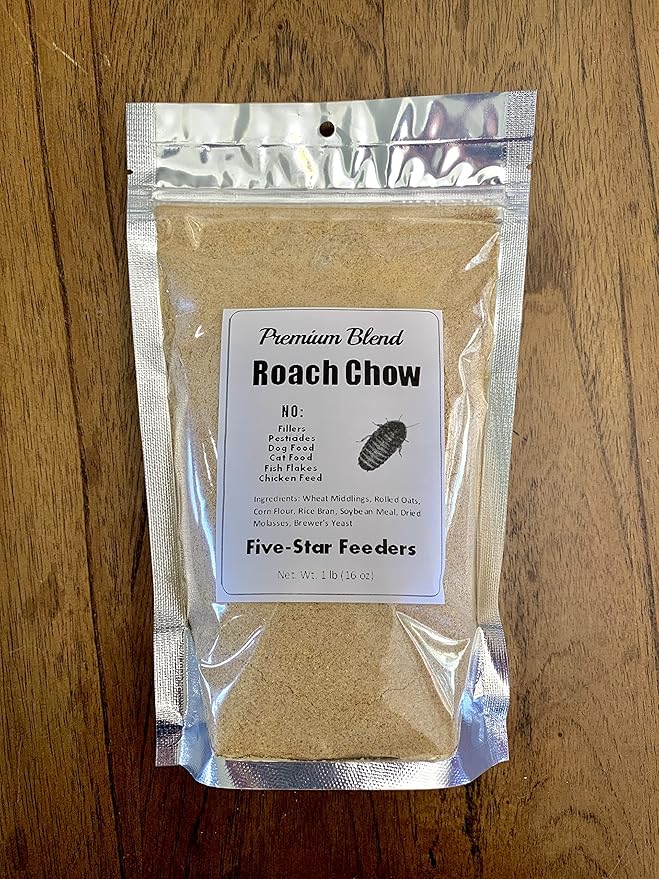 Premium Blend
Roach Chow
NO:
Fillers
Pestiades
Dog Food
Cat Food
Fish Flakes
Chicken Feed
Ingredients: Wheat Middlings, Rolled Oats,
Corn Flour, Rice Bran, Soybean Meal, Dried
Molasses, Brewer's Yeast
Five-Star Feeders
Net. Wt. 1 lb (16 oz)